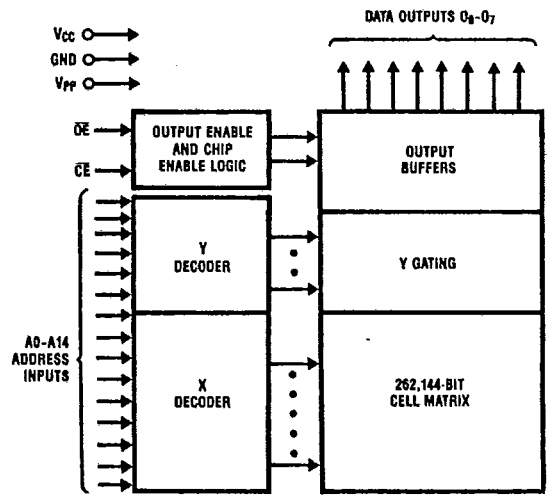 DATA OUTPUTS O₀-O₇
VCC
GND
VPP
OE
CE
OUTPUT ENABLE
AND CHIP
ENABLE LOGIC
OUTPUT
BUFFERS
Y
DECODER
Y GATING
A0-A14
ADDRESS
INPUTS
X
DECODER
262,144-BIT
CELL MATRIX